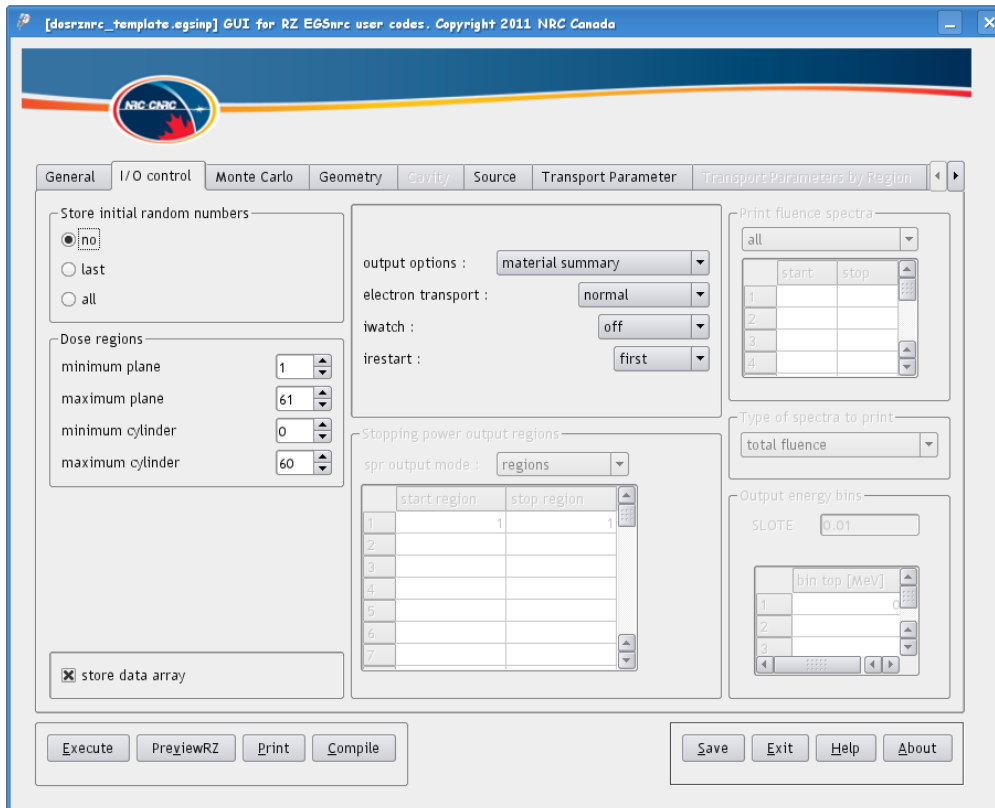 [dosrznrc_template.egsinp] GUI for RZ EGSnrc user codes. Copyright 2011 NRC Canada
NRC·CNRC
General I/O control Monte Carlo Geometry Cavity Source Transport Parameter Transport Parameters by Region
Store initial random numbers
no
last
all
Dose regions
minimum plane 1
maximum plane 61
minimum cylinder 0
maximum cylinder 60
store data array
output options : material summary
electron transport : normal
iwatch : off
irestart : first
Stopping power output regions
spr output mode : regions
start region stop region
1 1 1
2
3
4
5
6
7
Print fluence spectra
all
start stop
1
2
3
4
Type of spectra to print
total fluence
Output energy bins
SLOTE 0.01
bin top [MeV]
1 0
2
3
Execute PreviewRZ Print Compile
Save Exit Help About